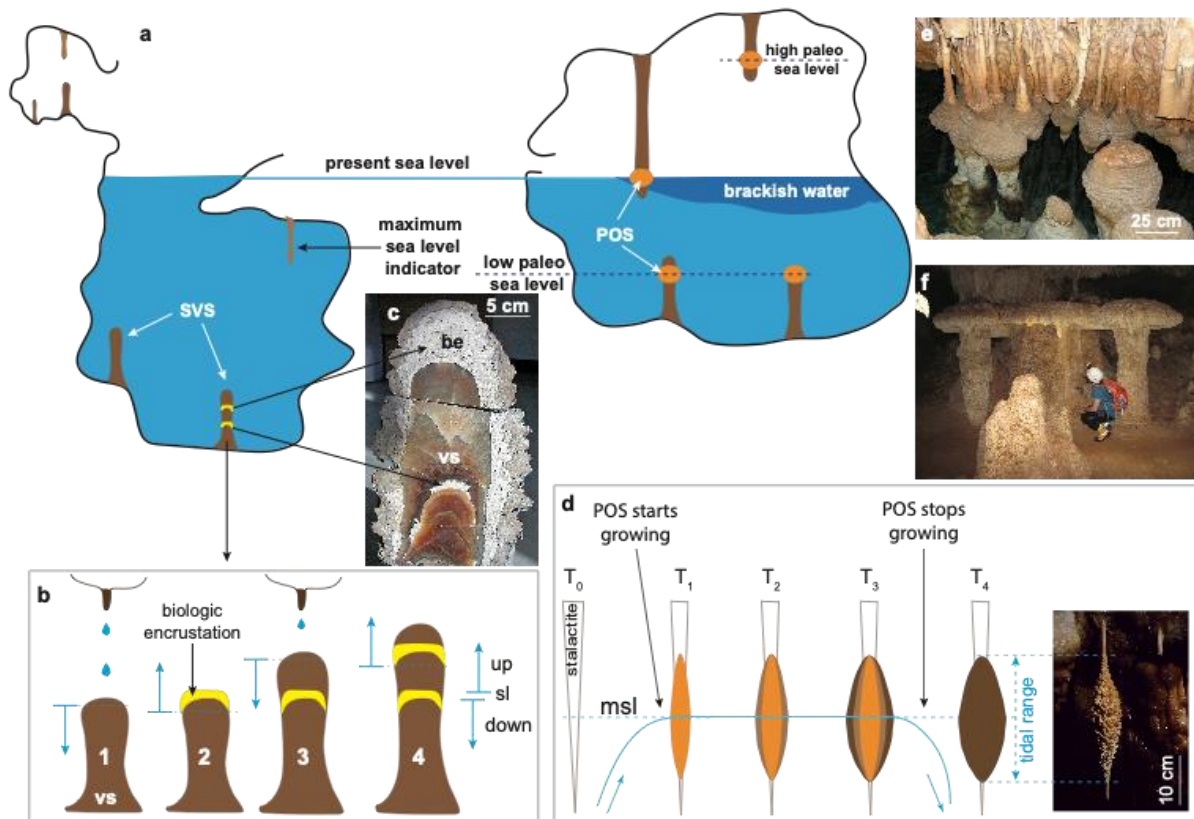 a
high paleo
sea level
e
25 cm
present sea level
brackish water
maximum
sea level
indicator
POS
low paleo
sea level
SVS
c
5 cm
be
vs
f
b
biologic
encrustation
up
sl
down
1
2
3
4
vs
d
POS starts
growing
POS stops
growing
T0
T1
T2
T3
T4
stalactite
msl
tidal range
10 cm